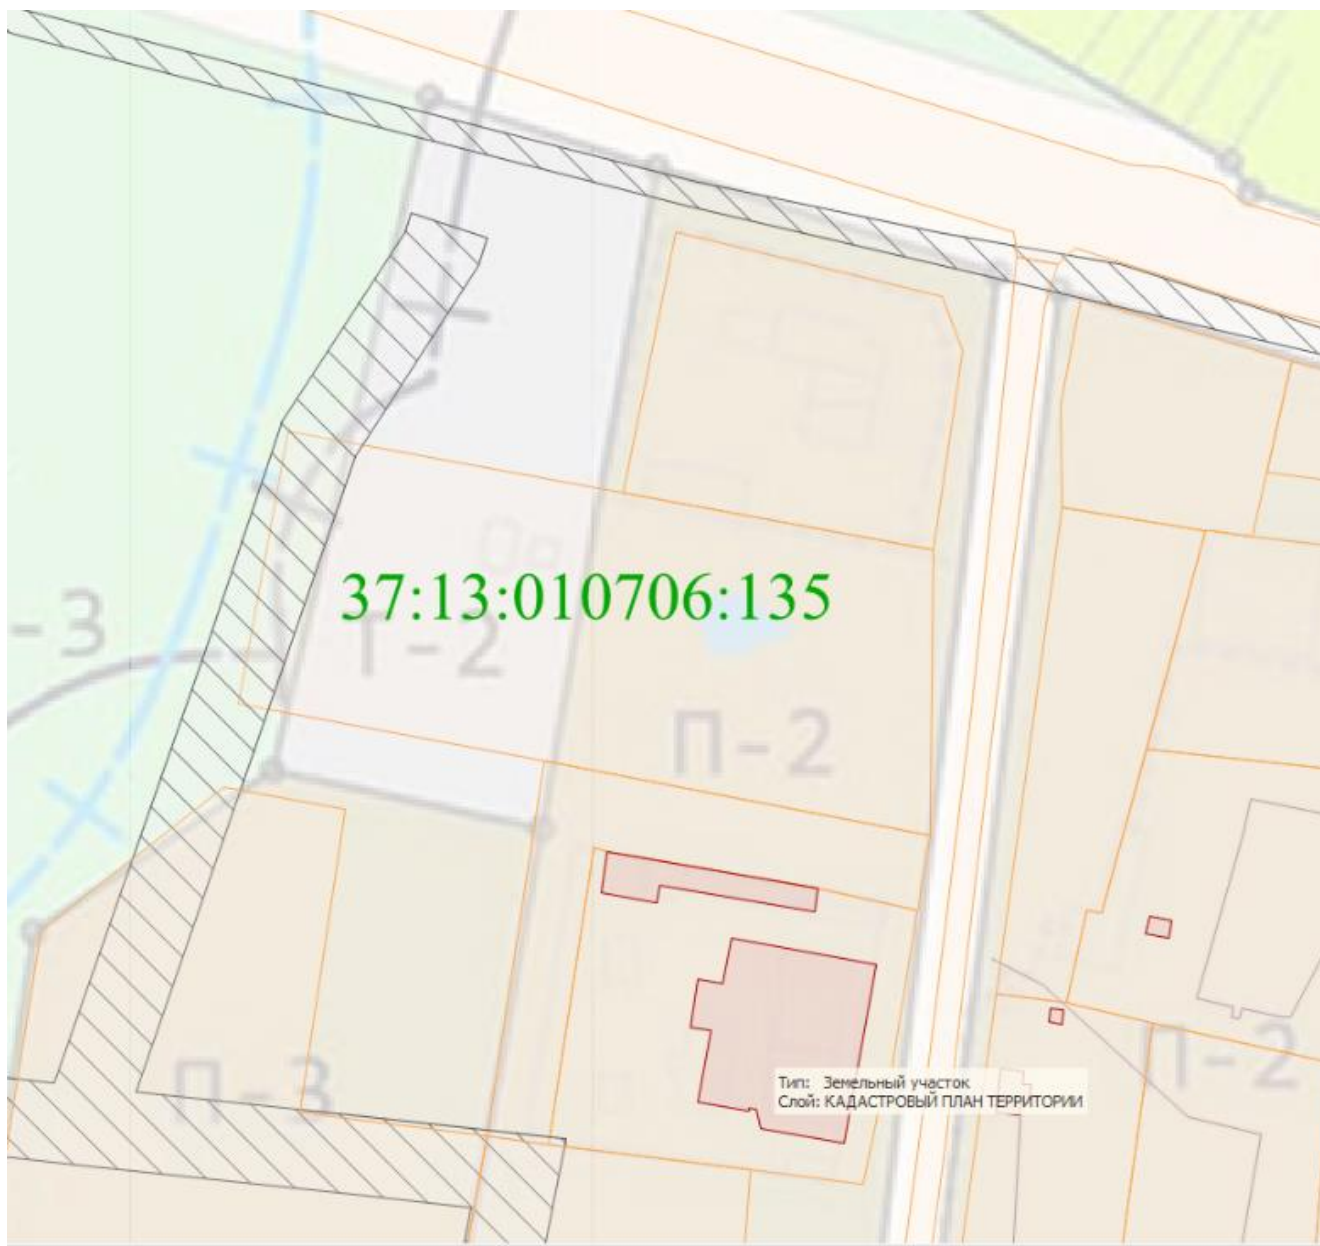 37:13:010706:135
-3
Т-2
П-2
Тип: Земельный участок
Слой: КАДАСТРОВЫЙ ПЛАН ТЕРРИТОРИИ
П-3
П-2